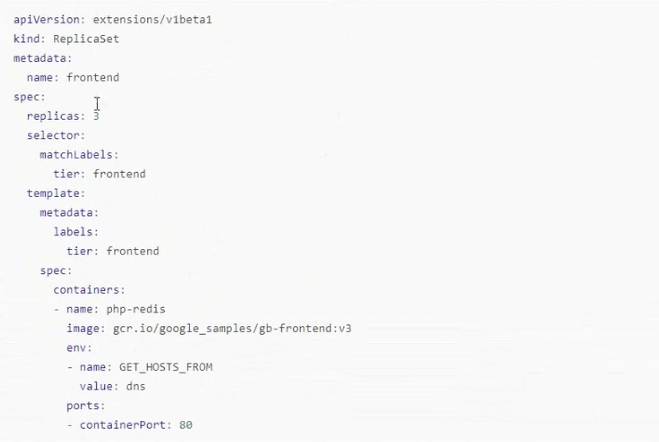 apiVersion: extensions/v1beta1
kind: ReplicaSet
metadata:
  name: frontend
spec:
  replicas: 3
  selector:
    matchLabels:
      tier: frontend
  template:
    metadata:
      labels:
        tier: frontend
    spec:
      containers:
      - name: php-redis
        image: gcr.io/google_samples/gb-frontend:v3
        env:
        - name: GET_HOSTS_FROM
          value: dns
        ports:
        - containerPort: 80